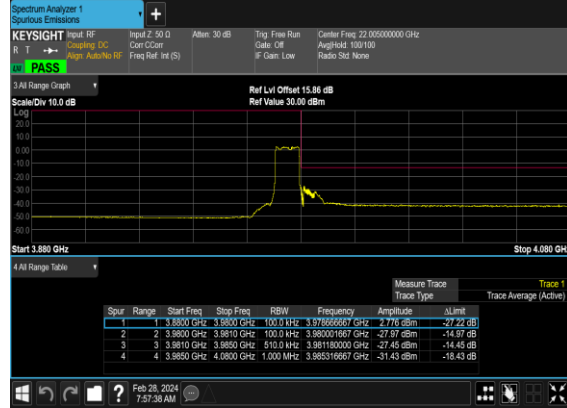 Spectrum Analyzer 1
Spurious Emissions
+
KEYSIGHT Input: RF Input Z: 50 Ω Atten: 30 dB Trig: Free Run Center Freq: 22.005000000 GHz
R T Coupling: DC Corr CCorr Gate: Off Avg|Hold: 100/100
Align: Auto/No RF Freq Ref: Int (S) IF Gain: Low Radio Std: None
PASS
3 All Range Graph
Ref Lvl Offset 15.86 dB
Scale/Div 10.0 dB Ref Value 30.00 dBm
Log
20.0
10.0
0.00
-10.0
-20.0
-30.0
-40.0
-50.0
-60.0
Start 3.880 GHz Stop 4.080 GH
4 All Range Table
Measure Trace Trace 1
Trace Type Trace Average (Active)
Spur Range Start Freq Stop Freq RBW Frequency Amplitude ΔLimit
1 1 3.8800 GHz 3.9800 GHz 100.0 kHz 3.978666667 GHz 2.776 dBm -27.22 dB
2 2 3.9800 GHz 3.9810 GHz 100.0 kHz 3.980001667 GHz -27.97 dBm -14.97 dB
3 3 3.9810 GHz 3.9850 GHz 510.0 kHz 3.981180000 GHz -27.45 dBm -14.45 dB
4 4 3.9850 GHz 4.0800 GHz 1.000 MHz 3.985316667 GHz -31.43 dBm -18.43 dB
? Feb 28, 2024
7:57:38 AM